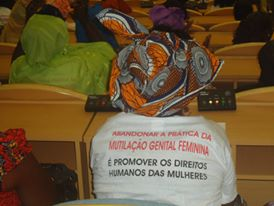 ABANDONAR A PRÁTICA DA
MUTILAÇÃO GENITAL FEMININA
É PROMOVER OS DIREITOS
HUMANOS DAS MULHERES